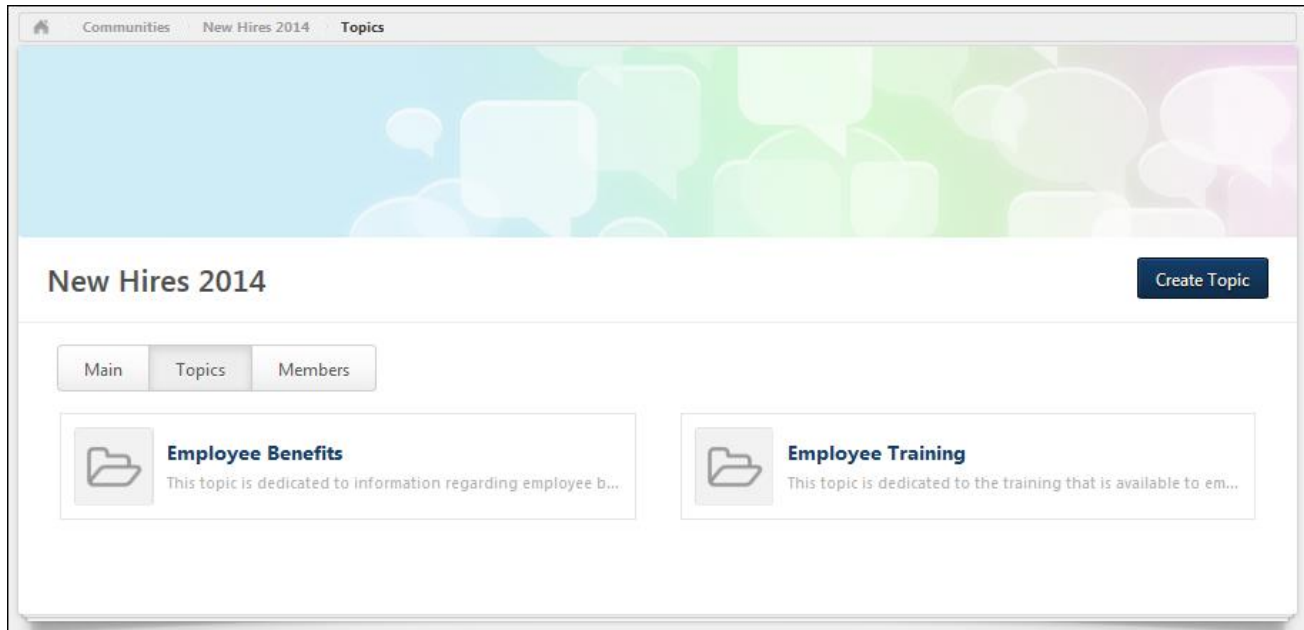 Communities New Hires 2014 Topics
New Hires 2014
Create Topic
Main Topics Members
Employee Benefits
This topic is dedicated to information regarding employee b...
Employee Training
This topic is dedicated to the training that is available to em...